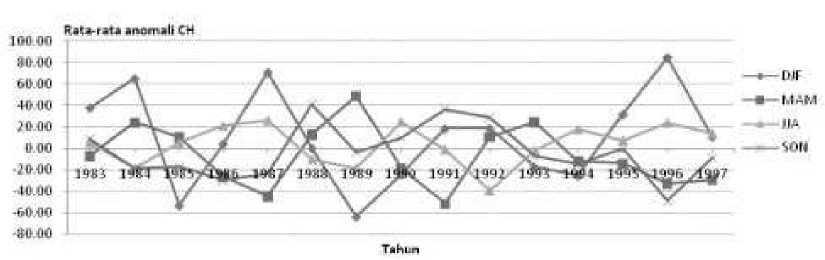 Rata-rata anomali CH
100.00
80.00
60.00
40.00
20.00
0.00
-20.00
-40.00
-60.00
-80.00
1983 1984 1985 1986 1987 1988 1989 1990 1991 1992 1993 1994 1995 1996 1997
Tahun
DJF
MAM
JJA
SON